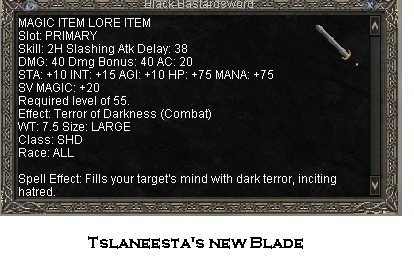 Black Bastardsword
MAGIC ITEM LORE ITEM
Slot: PRIMARY
Skill: 2H Slashing Atk Delay: 38
DMG: 40 Dmg Bonus: 40 AC: 20
STA: +10 INT: +15 AGI: +10 HP: +75 MANA: +75
SV MAGIC: +20
Required level of 55.
Effect: Terror of Darkness (Combat)
WT: 7.5 Size: LARGE
Class: SHD
Race: ALL
Spell Effect: Fills your target's mind with dark terror, inciting
hatred.
Tslaneesta's new Blade